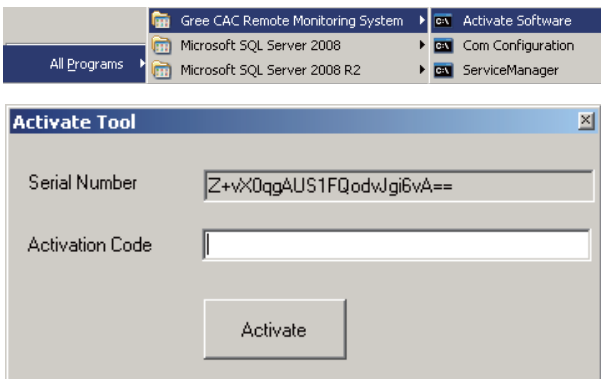 Gree CAC Remote Monitoring System Activate Software
Microsoft SQL Server 2008 Com Configuration
All Programs Microsoft SQL Server 2008 R2 ServiceManager
Activate Tool
Serial Number Z+vX0qgAUS1FQodwJgi6vA==
Activation Code
Activate